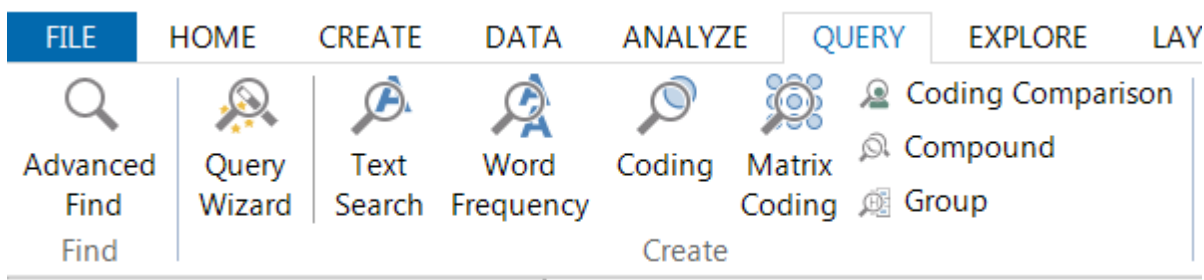 FILE HOME CREATE DATA ANALYZE QUERY EXPLORE LAY
Advanced Find
Query Wizard
Text Search
Word Frequency
Coding
Matrix Coding
Coding Comparison
Compound
Group
Find
Create